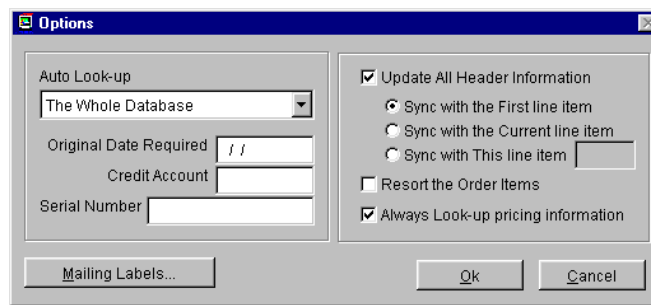 Options
Auto Look-up
The Whole Database
Original Date Required / /
Credit Account
Serial Number
Update All Header Information
Sync with the First line item
Sync with the Current line item
Sync with This line item
Resort the Order Items
Always Look-up pricing information
Mailing Labels...
Ok
Cancel